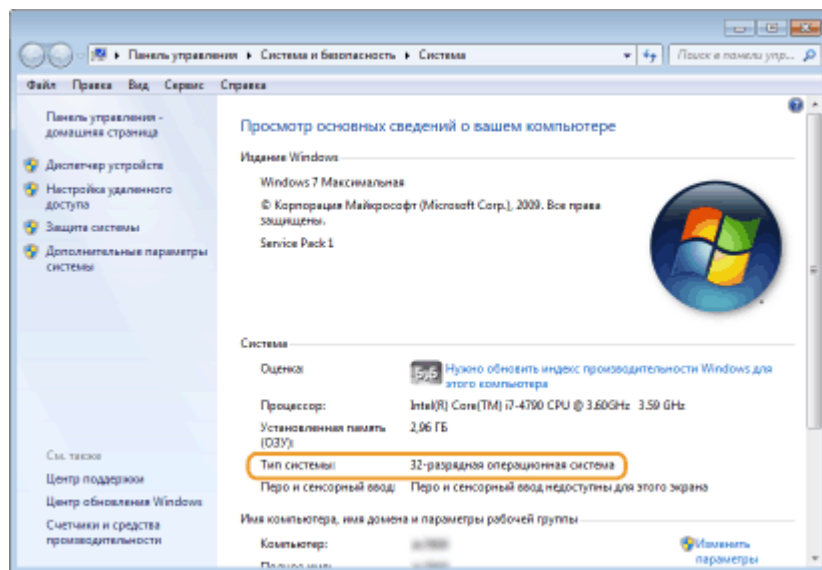 Панель управления ▸ Система и безопасность ▸ Система
Поиск в панели упр...
Файл Правка Вид Сервис Справка
Панель управления -
домашняя страница
Диспетчер устройств
Настройка удаленного
доступа
Защита системы
Дополнительные параметры
системы
См. также
Центр поддержки
Центр обновления Windows
Счетчики и средства
производительности
Просмотр основных сведений о вашем компьютере
Издание Windows
Windows 7 Максимальная
© Корпорация Майкрософт (Microsoft Corp.), 2009. Все права
защищены.
Service Pack 1
Система
Оценка: 5,5 Нужно обновить индекс производительности Windows для
этого компьютера
Процессор: Intel(R) Core(TM) i7-4790 CPU @ 3.60GHz 3.59 GHz
Установленная память
(ОЗУ): 2,96 ГБ
Тип системы: 32-разрядная операционная система
Перо и сенсорный ввод: Перо и сенсорный ввод недоступны для этого экрана
Имя компьютера, имя домена и параметры рабочей группы
Компьютер:
Изменить
параметры
Полное имя: